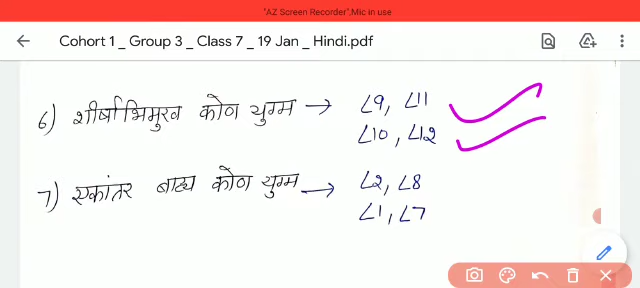 "AZ Screen Recorder",Mic in use
Cohort 1 _ Group 3 _ Class 7 _ 19 Jan _ Hindi.pdf
6) शीर्षाभिमुख कोण युग्म → ∠9, ∠11
∠10, ∠12
7) एकांतर बाह्य कोण युग्म → ∠2, ∠8
∠1, ∠7